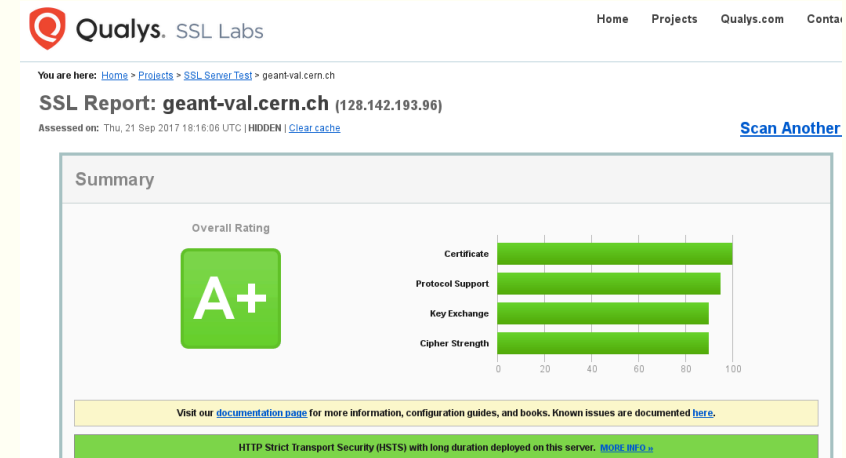 Qualys. SSL Labs
Home Projects Qualys.com
You are here: Home > Projects > SSL Server Test > geant-val.cern.ch
SSL Report: geant-val.cern.ch (128.142.193.96)
Assessed on: Thu, 21 Sep 2017 18:16:06 UTC | HIDDEN | Clear cache
Scan Another
Summary
Overall Rating
A+
Certificate
Protocol Support
Key Exchange
Cipher Strength
0 20 40 60 80 100
Visit our documentation page for more information, configuration guides, and books. Known issues are documented here.
HTTP Strict Transport Security (HSTS) with long duration deployed on this server. MORE INFO »